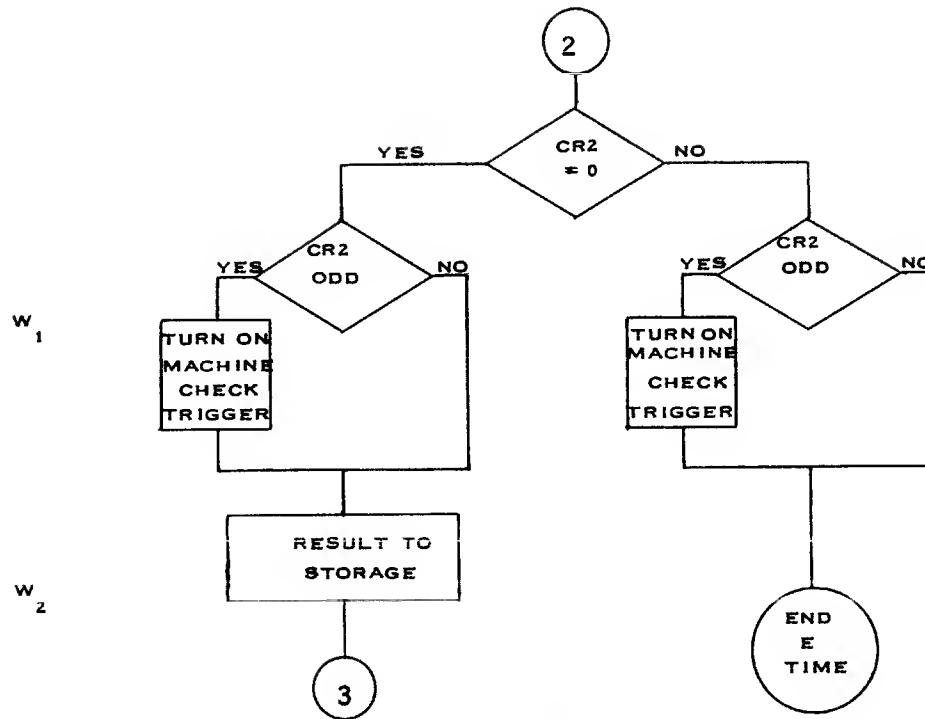 2
CR2
= 0
YES
NO
CR2
ODD
YES
NO
CR2
ODD
YES
NO
W1
TURN ON
MACHINE
CHECK
TRIGGER
TURN ON
MACHINE
CHECK
TRIGGER
RESULT TO
STORAGE
W2
END
E
TIME
3